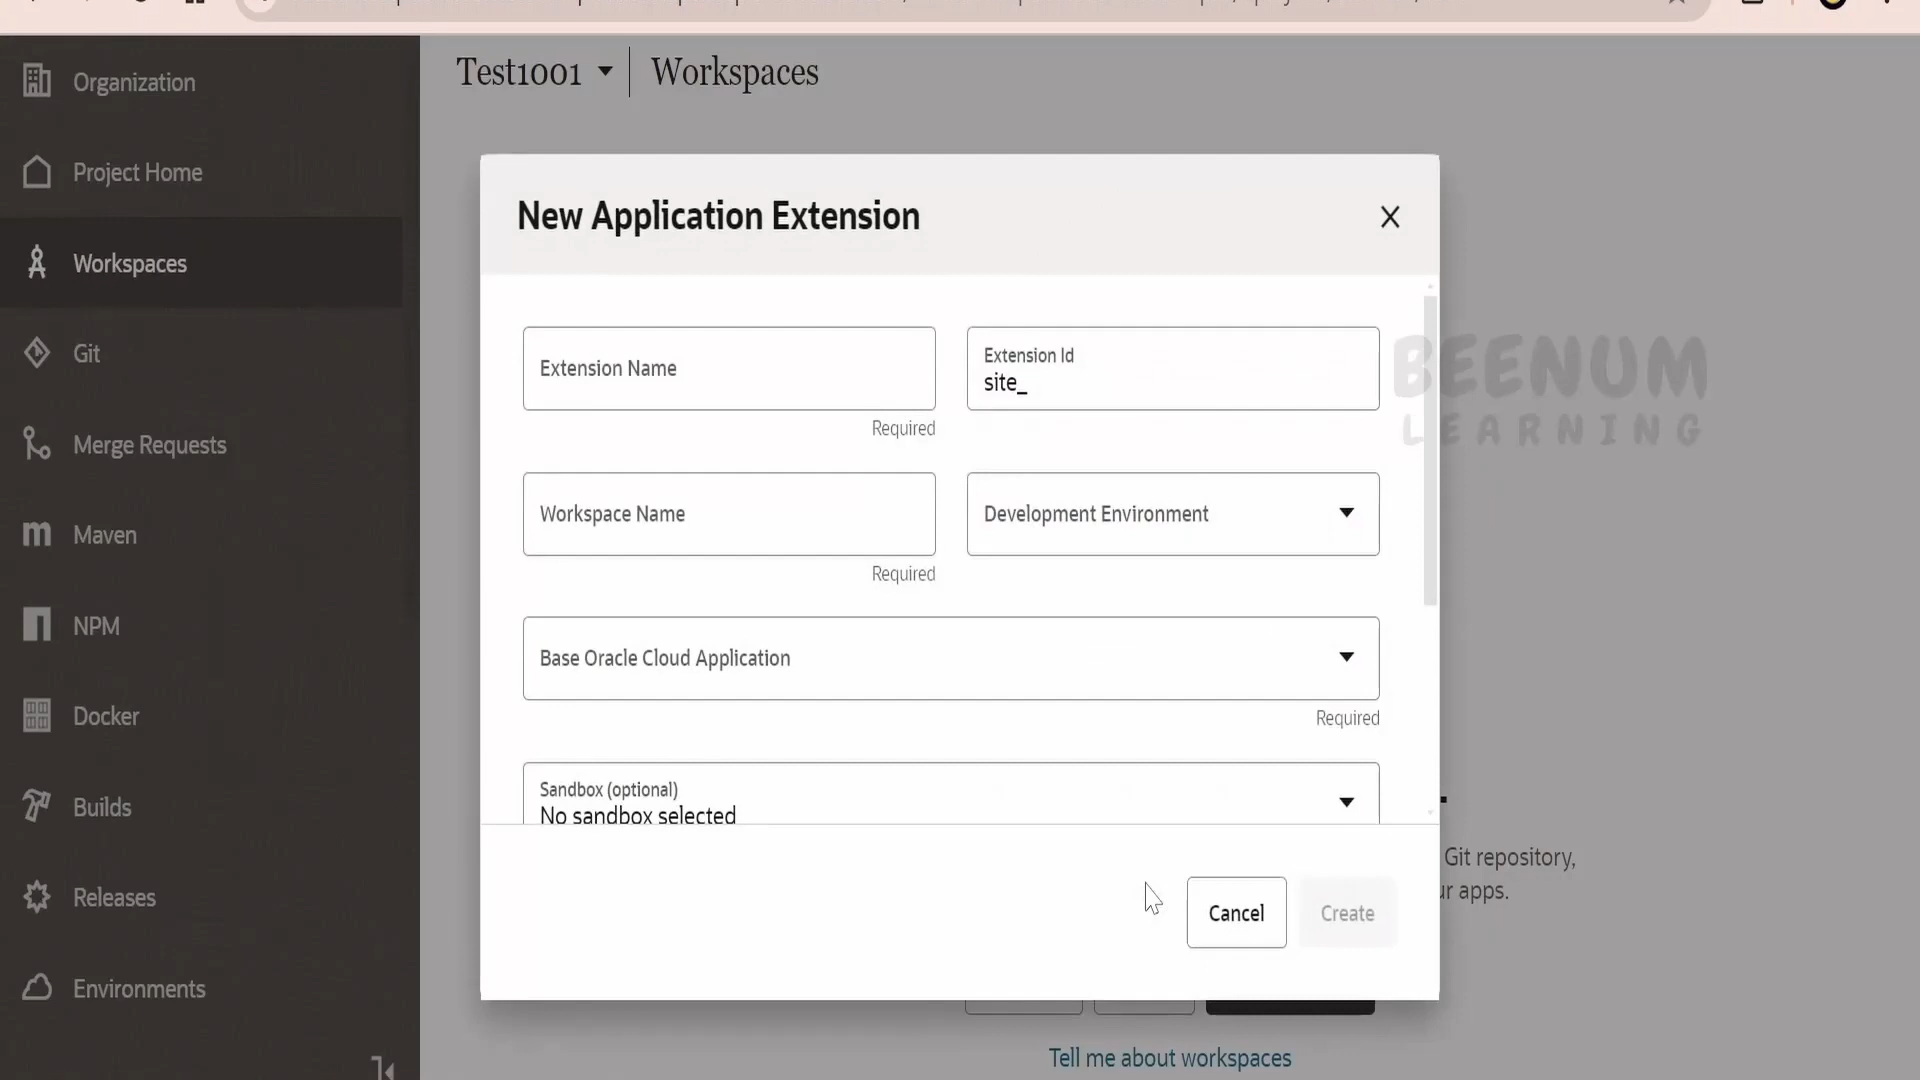 Organization
Project Home
Workspaces
Git
Merge Requests
Maven
NPM
Docker
Builds
Releases
Environments
Test1001
Workspaces
New Application Extension
Extension Name
Required
Extension Id
site_
Workspace Name
Required
Development Environment
Base Oracle Cloud Application
Required
Sandbox (optional)
No sandbox selected
Cancel
Create
BEENUM
LEARNING
Git repository,
apps.
Tell me about workspaces